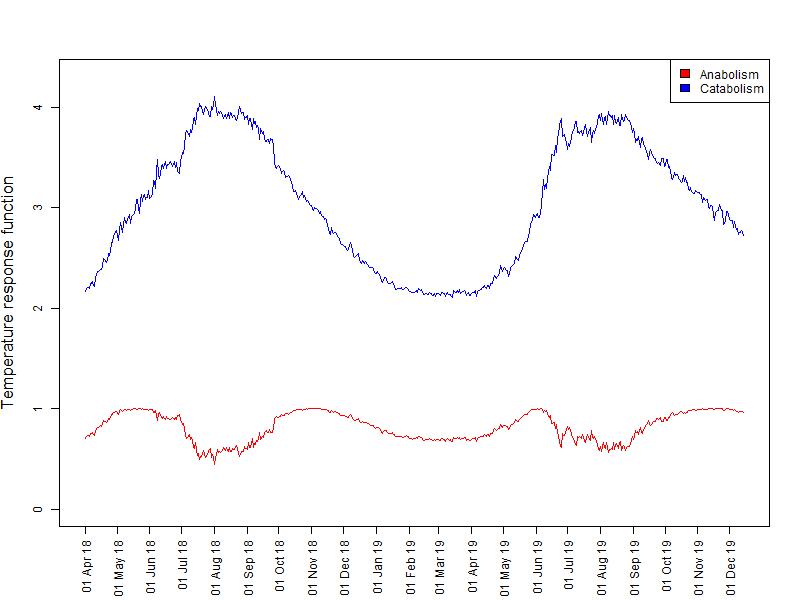 Anabolism
Catabolism
Temperature response function
4
3
2
1
0
01 Apr 18
01 May 18
01 Jun 18
01 Jul 18
01 Aug 18
01 Sep 18
01 Oct 18
01 Nov 18
01 Dec 18
01 Jan 19
01 Feb 19
01 Mar 19
01 Apr 19
01 May 19
01 Jun 19
01 Jul 19
01 Aug 19
01 Sep 19
01 Oct 19
01 Nov 19
01 Dec 19